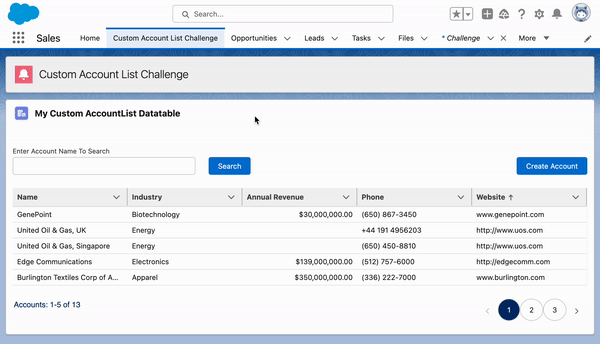 Search...
Sales Home Custom Account List Challenge Opportunities Leads Tasks Files * Challenge More
Custom Account List Challenge
My Custom AccountList Datatable
Enter Account Name To Search
Search Create Account
Name Industry Annual Revenue Phone Website
GenePoint Biotechnology $30,000,000.00 (650) 867-3450 www.genepoint.com
United Oil & Gas, UK Energy +44 191 4956203 http://www.uos.com
United Oil & Gas, Singapore Energy (650) 450-8810 http://www.uos.com
Edge Communications Electronics $139,000,000.00 (512) 757-6000 http://edgecomm.com
Burlington Textiles Corp of A... Apparel $350,000,000.00 (336) 222-7000 www.burlington.com
Accounts: 1-5 of 13 1 2 3